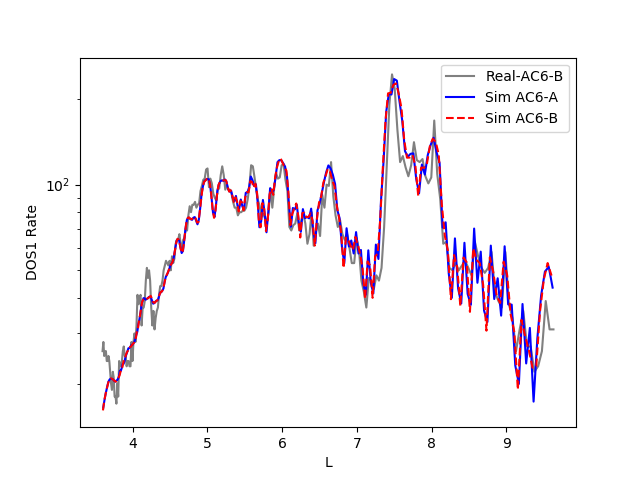 Real-AC6-B
Sim AC6-A
Sim AC6-B
10²
DOS1 Rate
4 5 6 7 8 9
L